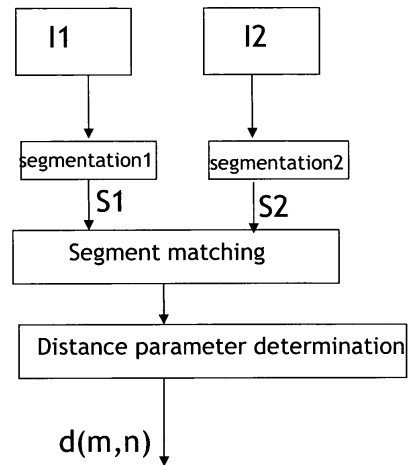 I1 I2
segmentation1 segmentation2
S1 S2
Segment matching
Distance parameter determination
d(m,n)